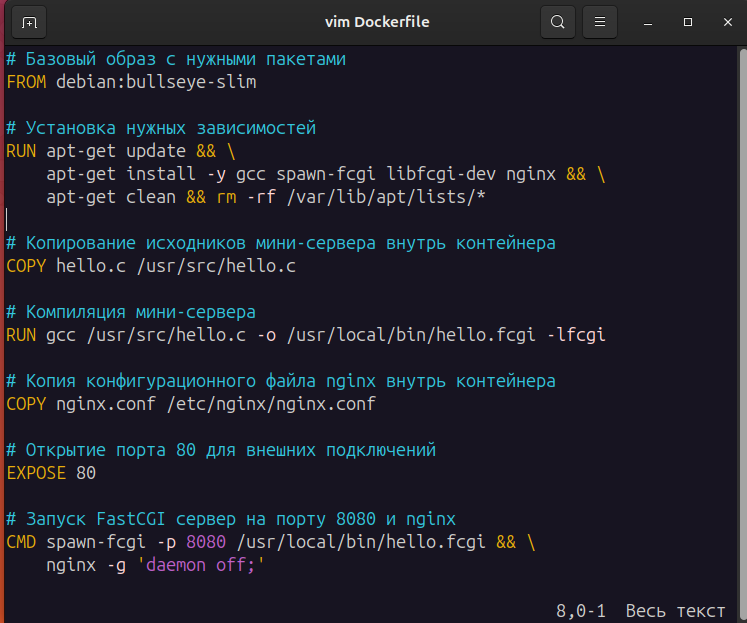 vim Dockerfile
# Базовый образ с нужными пакетами
FROM debian:bullseye-slim
# Установка нужных зависимостей
RUN apt-get update && \
apt-get install -y gcc spawn-fcgi libfcgi-dev nginx && \
apt-get clean && rm -rf /var/lib/apt/lists/*
# Копирование исходников мини-сервера внутрь контейнера
COPY hello.c /usr/src/hello.c
# Компиляция мини-сервера
RUN gcc /usr/src/hello.c -o /usr/local/bin/hello.fcgi -lfcgi
# Копия конфигурационного файла nginx внутрь контейнера
COPY nginx.conf /etc/nginx/nginx.conf
# Открытие порта 80 для внешних подключений
EXPOSE 80
# Запуск FastCGI сервер на порту 8080 и nginx
CMD spawn-fcgi -p 8080 /usr/local/bin/hello.fcgi && \
nginx -g 'daemon off;'
8,0-1 Весь текст